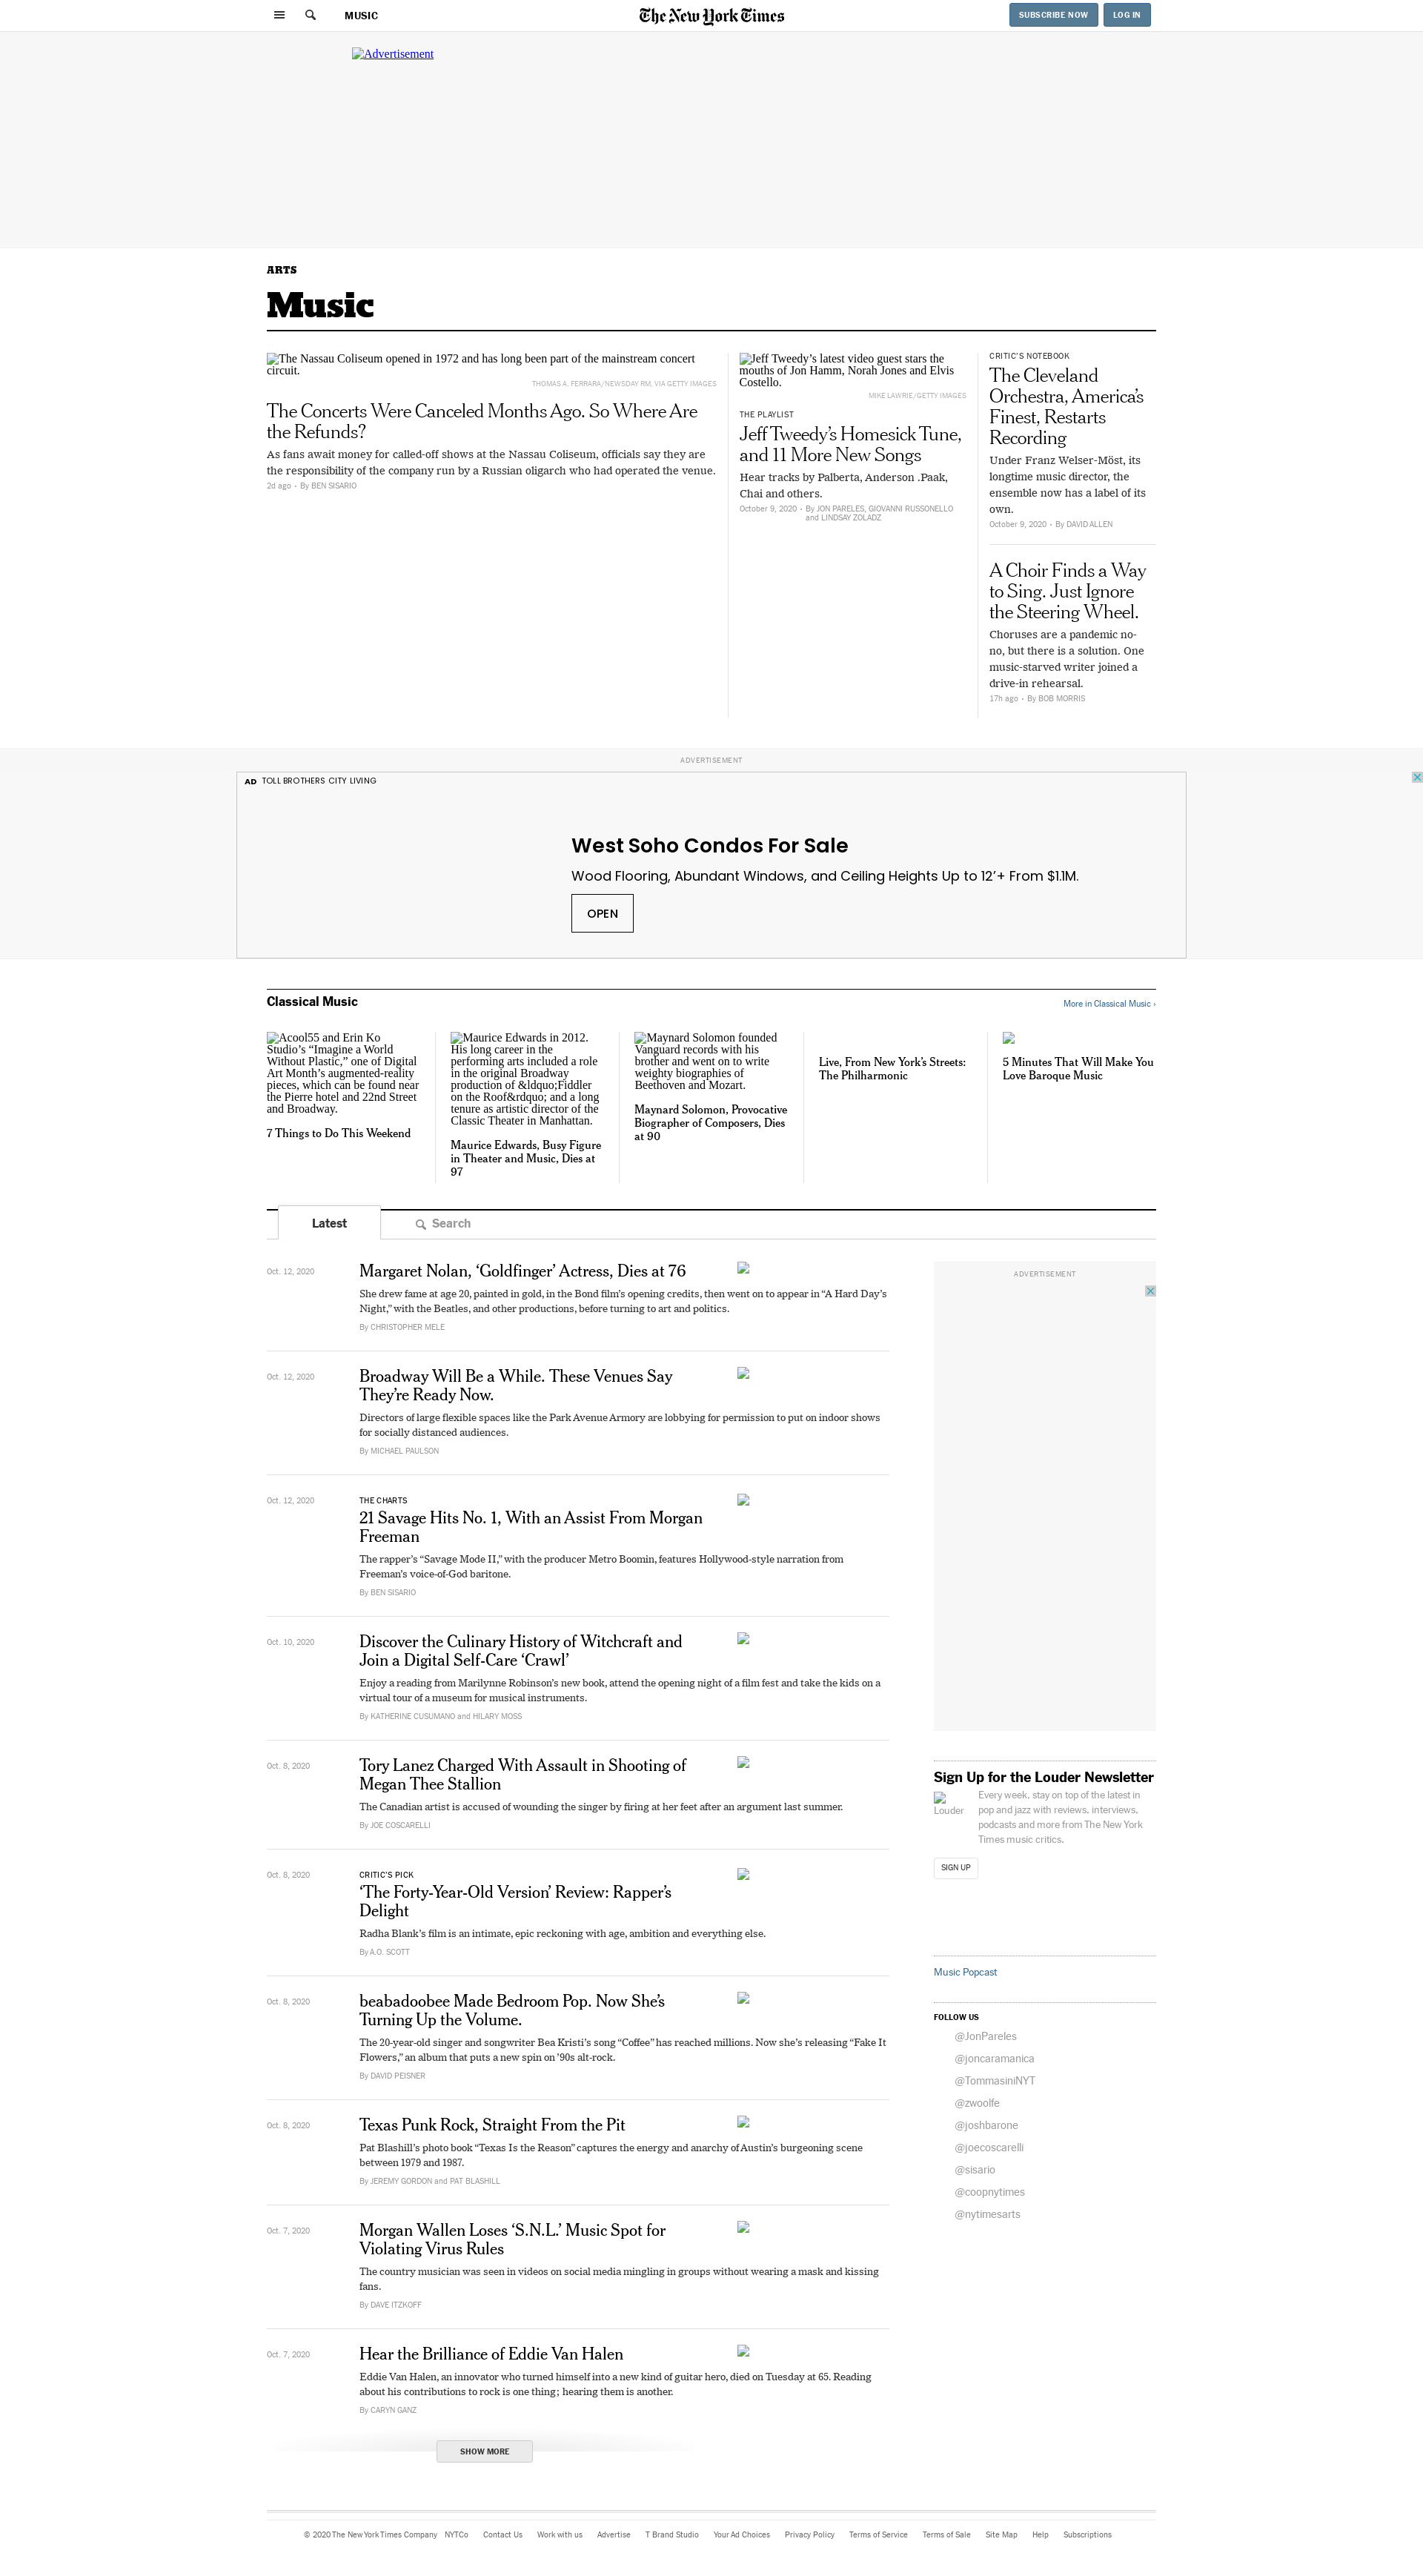 MUSIC
The New York Times
SUBSCRIBE NOW
LOG IN
Advertisement
ARTS
Music
The Nassau Coliseum opened in 1972 and has long been part of the mainstream concert
circuit.
THOMAS A. FERRARA/NEWSDAY RM, VIA GETTY IMAGES
The Concerts Were Canceled Months Ago. So Where Are
the Refunds?
As fans await money for called-off shows at the Nassau Coliseum, officials say they are
the responsibility of the company run by a Russian oligarch who had operated the venue.
2d ago • By BEN SISARIO
Jeff Tweedy’s latest video guest stars the
mouths of Jon Hamm, Norah Jones and Elvis
Costello.
MIKE LAWRIE/GETTY IMAGES
THE PLAYLIST
Jeff Tweedy’s Homesick Tune,
and 11 More New Songs
Hear tracks by Palberta, Anderson .Paak,
Chai and others.
October 9, 2020 • By JON PARELES, GIOVANNI RUSSONELLO
and LINDSAY ZOLADZ
CRITIC’S NOTEBOOK
The Cleveland
Orchestra, America’s
Finest, Restarts
Recording
Under Franz Welser-Möst, its
longtime music director, the
ensemble now has a label of its
own.
October 9, 2020 • By DAVID ALLEN
A Choir Finds a Way
to Sing. Just Ignore
the Steering Wheel.
Choruses are a pandemic no-
no, but there is a solution. One
music-starved writer joined a
drive-in rehearsal.
17h ago • By BOB MORRIS
ADVERTISEMENT
AD TOLL BROTHERS CITY LIVING
West Soho Condos For Sale
Wood Flooring, Abundant Windows, and Ceiling Heights Up to 12’+ From $1.1M.
OPEN
Classical Music
More in Classical Music ›
Acool55 and Erin Ko
Studio’s “Imagine a World
Without Plastic,” one of Digital
Art Month’s augmented-reality
pieces, which can be found near
the Pierre hotel and 22nd Street
and Broadway.
7 Things to Do This Weekend
Maurice Edwards in 2012.
His long career in the
performing arts included a role
in the original Broadway
production of &ldquo;Fiddler
on the Roof&rdquo; and a long
tenure as artistic director of the
Classic Theater in Manhattan.
Maurice Edwards, Busy Figure
in Theater and Music, Dies at
97
Maynard Solomon founded
Vanguard records with his
brother and went on to write
weighty biographies of
Beethoven and Mozart.
Maynard Solomon, Provocative
Biographer of Composers, Dies
at 90
Live, From New York’s Streets:
The Philharmonic
5 Minutes That Will Make You
Love Baroque Music
Latest
Search
Oct. 12, 2020
Margaret Nolan, ‘Goldfinger’ Actress, Dies at 76
She drew fame at age 20, painted in gold, in the Bond film’s opening credits, then went on to appear in “A Hard Day’s
Night,” with the Beatles, and other productions, before turning to art and politics.
By CHRISTOPHER MELE
Oct. 12, 2020
Broadway Will Be a While. These Venues Say
They’re Ready Now.
Directors of large flexible spaces like the Park Avenue Armory are lobbying for permission to put on indoor shows
for socially distanced audiences.
By MICHAEL PAULSON
Oct. 12, 2020
THE CHARTS
21 Savage Hits No. 1, With an Assist From Morgan
Freeman
The rapper’s “Savage Mode II,” with the producer Metro Boomin, features Hollywood-style narration from
Freeman’s voice-of-God baritone.
By BEN SISARIO
Oct. 10, 2020
Discover the Culinary History of Witchcraft and
Join a Digital Self-Care ‘Crawl’
Enjoy a reading from Marilynne Robinson’s new book, attend the opening night of a film fest and take the kids on a
virtual tour of a museum for musical instruments.
By KATHERINE CUSUMANO and HILARY MOSS
Oct. 8, 2020
Tory Lanez Charged With Assault in Shooting of
Megan Thee Stallion
The Canadian artist is accused of wounding the singer by firing at her feet after an argument last summer.
By JOE COSCARELLI
Oct. 8, 2020
CRITIC’S PICK
‘The Forty-Year-Old Version’ Review: Rapper’s
Delight
Radha Blank’s film is an intimate, epic reckoning with age, ambition and everything else.
By A.O. SCOTT
Oct. 8, 2020
beabadoobee Made Bedroom Pop. Now She’s
Turning Up the Volume.
The 20-year-old singer and songwriter Bea Kristi’s song “Coffee” has reached millions. Now she’s releasing “Fake It
Flowers,” an album that puts a new spin on ’90s alt-rock.
By DAVID PEISNER
Oct. 8, 2020
Texas Punk Rock, Straight From the Pit
Pat Blashill’s photo book “Texas Is the Reason” captures the energy and anarchy of Austin’s burgeoning scene
between 1979 and 1987.
By JEREMY GORDON and PAT BLASHILL
Oct. 7, 2020
Morgan Wallen Loses ‘S.N.L.’ Music Spot for
Violating Virus Rules
The country musician was seen in videos on social media mingling in groups without wearing a mask and kissing
fans.
By DAVE ITZKOFF
Oct. 7, 2020
Hear the Brilliance of Eddie Van Halen
Eddie Van Halen, an innovator who turned himself into a new kind of guitar hero, died on Tuesday at 65. Reading
about his contributions to rock is one thing; hearing them is another.
By CARYN GANZ
SHOW MORE
ADVERTISEMENT
Sign Up for the Louder Newsletter
Louder
Every week, stay on top of the latest in
pop and jazz with reviews, interviews,
podcasts and more from The New York
Times music critics.
SIGN UP
Music Popcast
FOLLOW US
@JonPareles
@joncaramanica
@TommasiniNYT
@zwoolfe
@joshbarone
@joecoscarelli
@sisario
@coopnytimes
@nytimesarts
© 2020 The New York Times Company NYTCo Contact Us Work with us Advertise T Brand Studio Your Ad Choices Privacy Policy Terms of Service Terms of Sale Site Map Help Subscriptions